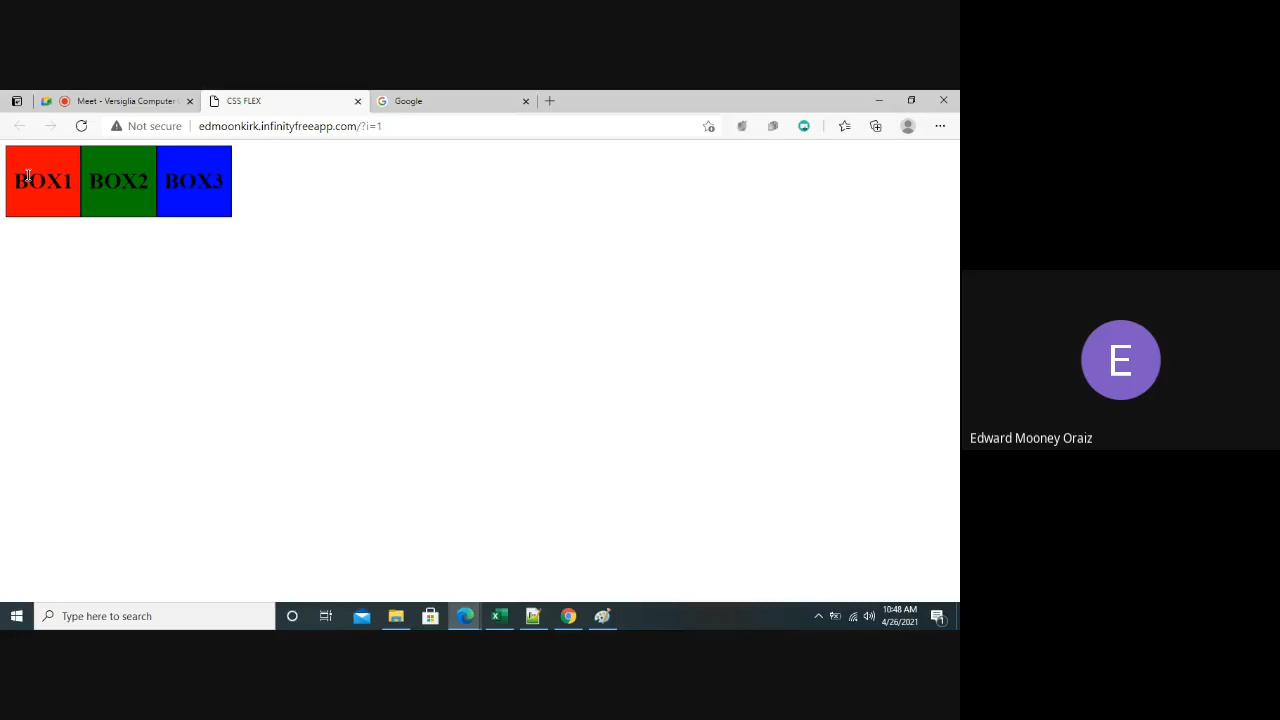 Meet - Versiglia Computer
CSS FLEX
Google
Not secure
edmoonkirk.infinityfreeapp.com/?i=1
BOX1 BOX2 BOX3
E
Edward Mooney Oraiz
Type here to search
10:48 AM
4/26/2021
1